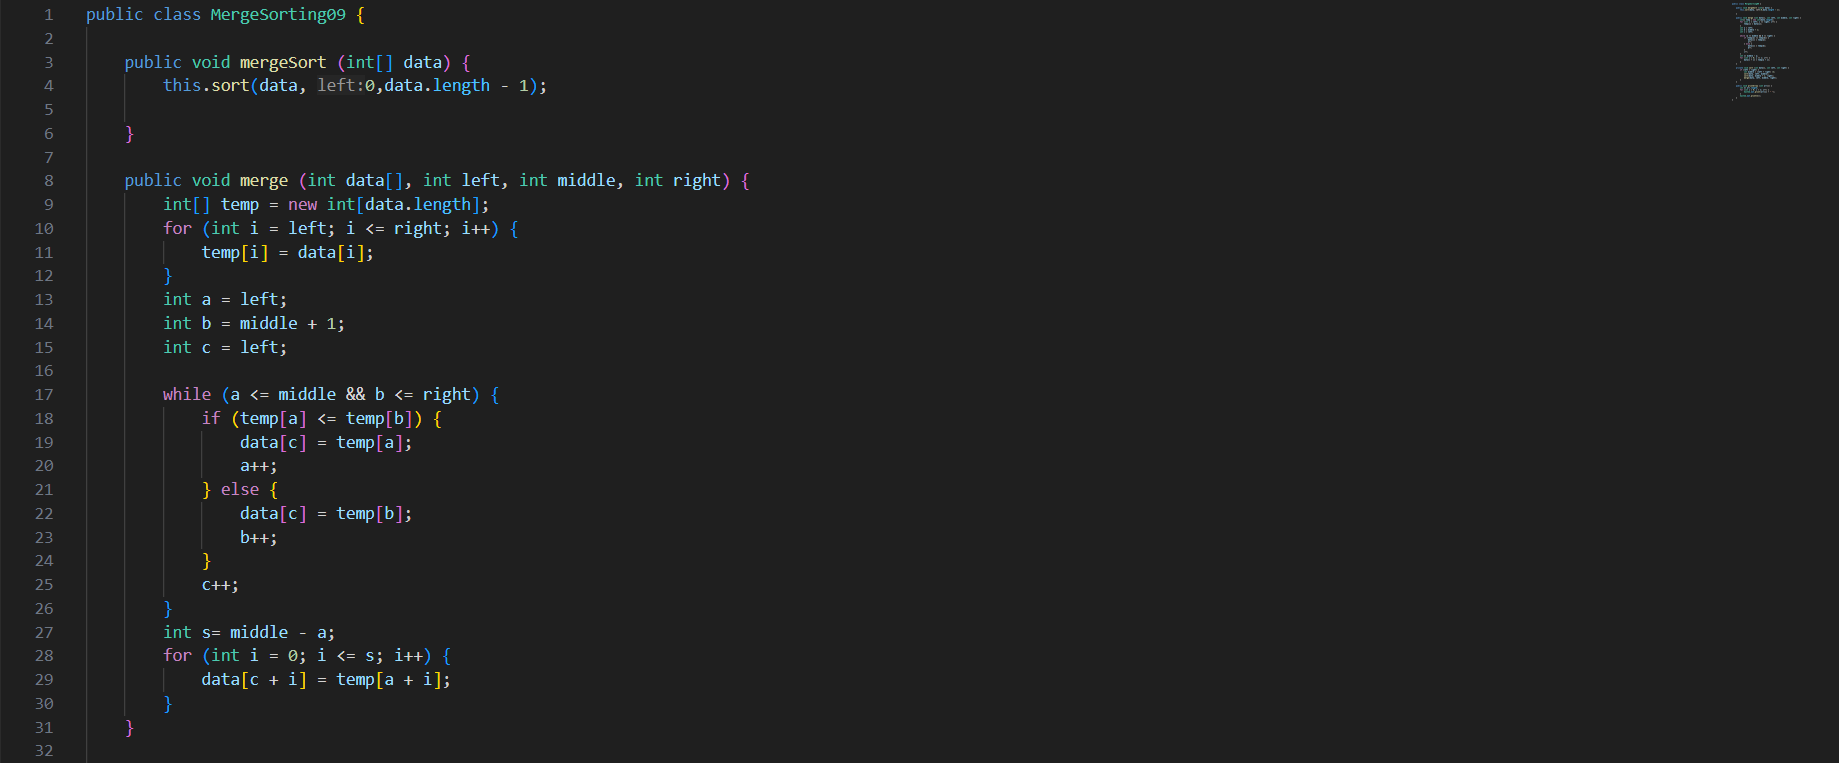 1 public class MergeSorting09 {
2
3 public void mergeSort (int[] data) {
4 this.sort(data, left:0,data.length - 1);
5
6 }
7
8 public void merge (int data[], int left, int middle, int right) {
9 int[] temp = new int[data.length];
10 for (int i = left; i <= right; i++) {
11 temp[i] = data[i];
12 }
13 int a = left;
14 int b = middle + 1;
15 int c = left;
16
17 while (a <= middle && b <= right) {
18 if (temp[a] <= temp[b]) {
19 data[c] = temp[a];
20 a++;
21 } else {
22 data[c] = temp[b];
23 b++;
24 }
25 c++;
26 }
27 int s= middle - a;
28 for (int i = 0; i <= s; i++) {
29 data[c + i] = temp[a + i];
30 }
31 }
32